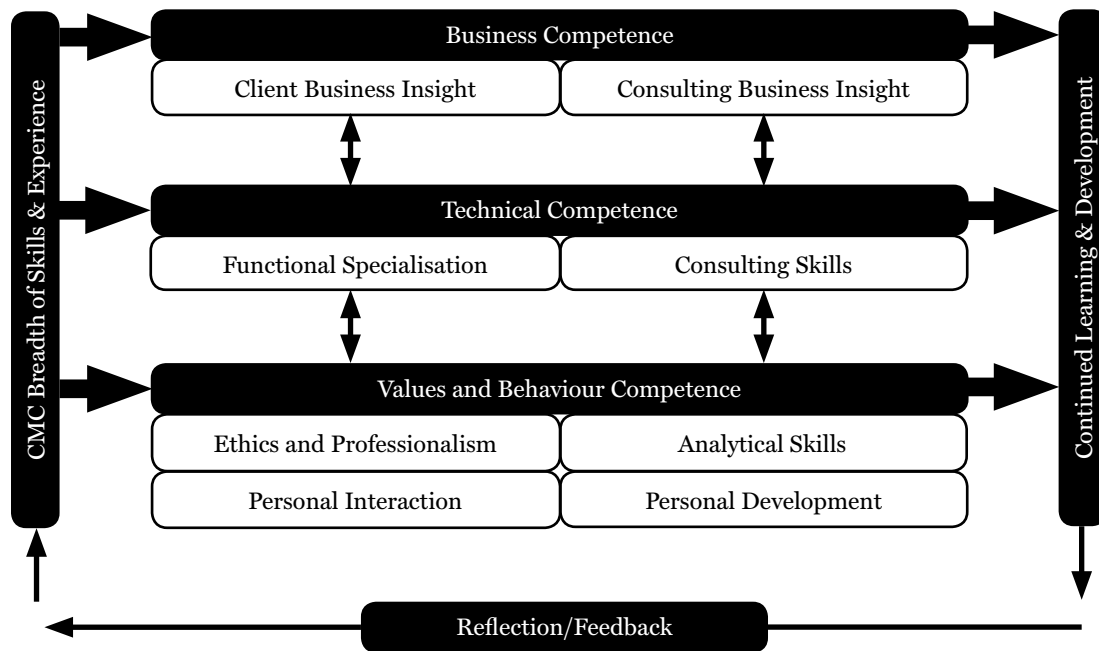 CMC Breadth of Skills & Experience
Business Competence
Client Business Insight
Consulting Business Insight
Technical Competence
Functional Specialisation
Consulting Skills
Values and Behaviour Competence
Ethics and Professionalism
Analytical Skills
Personal Interaction
Personal Development
Continued Learning & Development
Reflection/Feedback